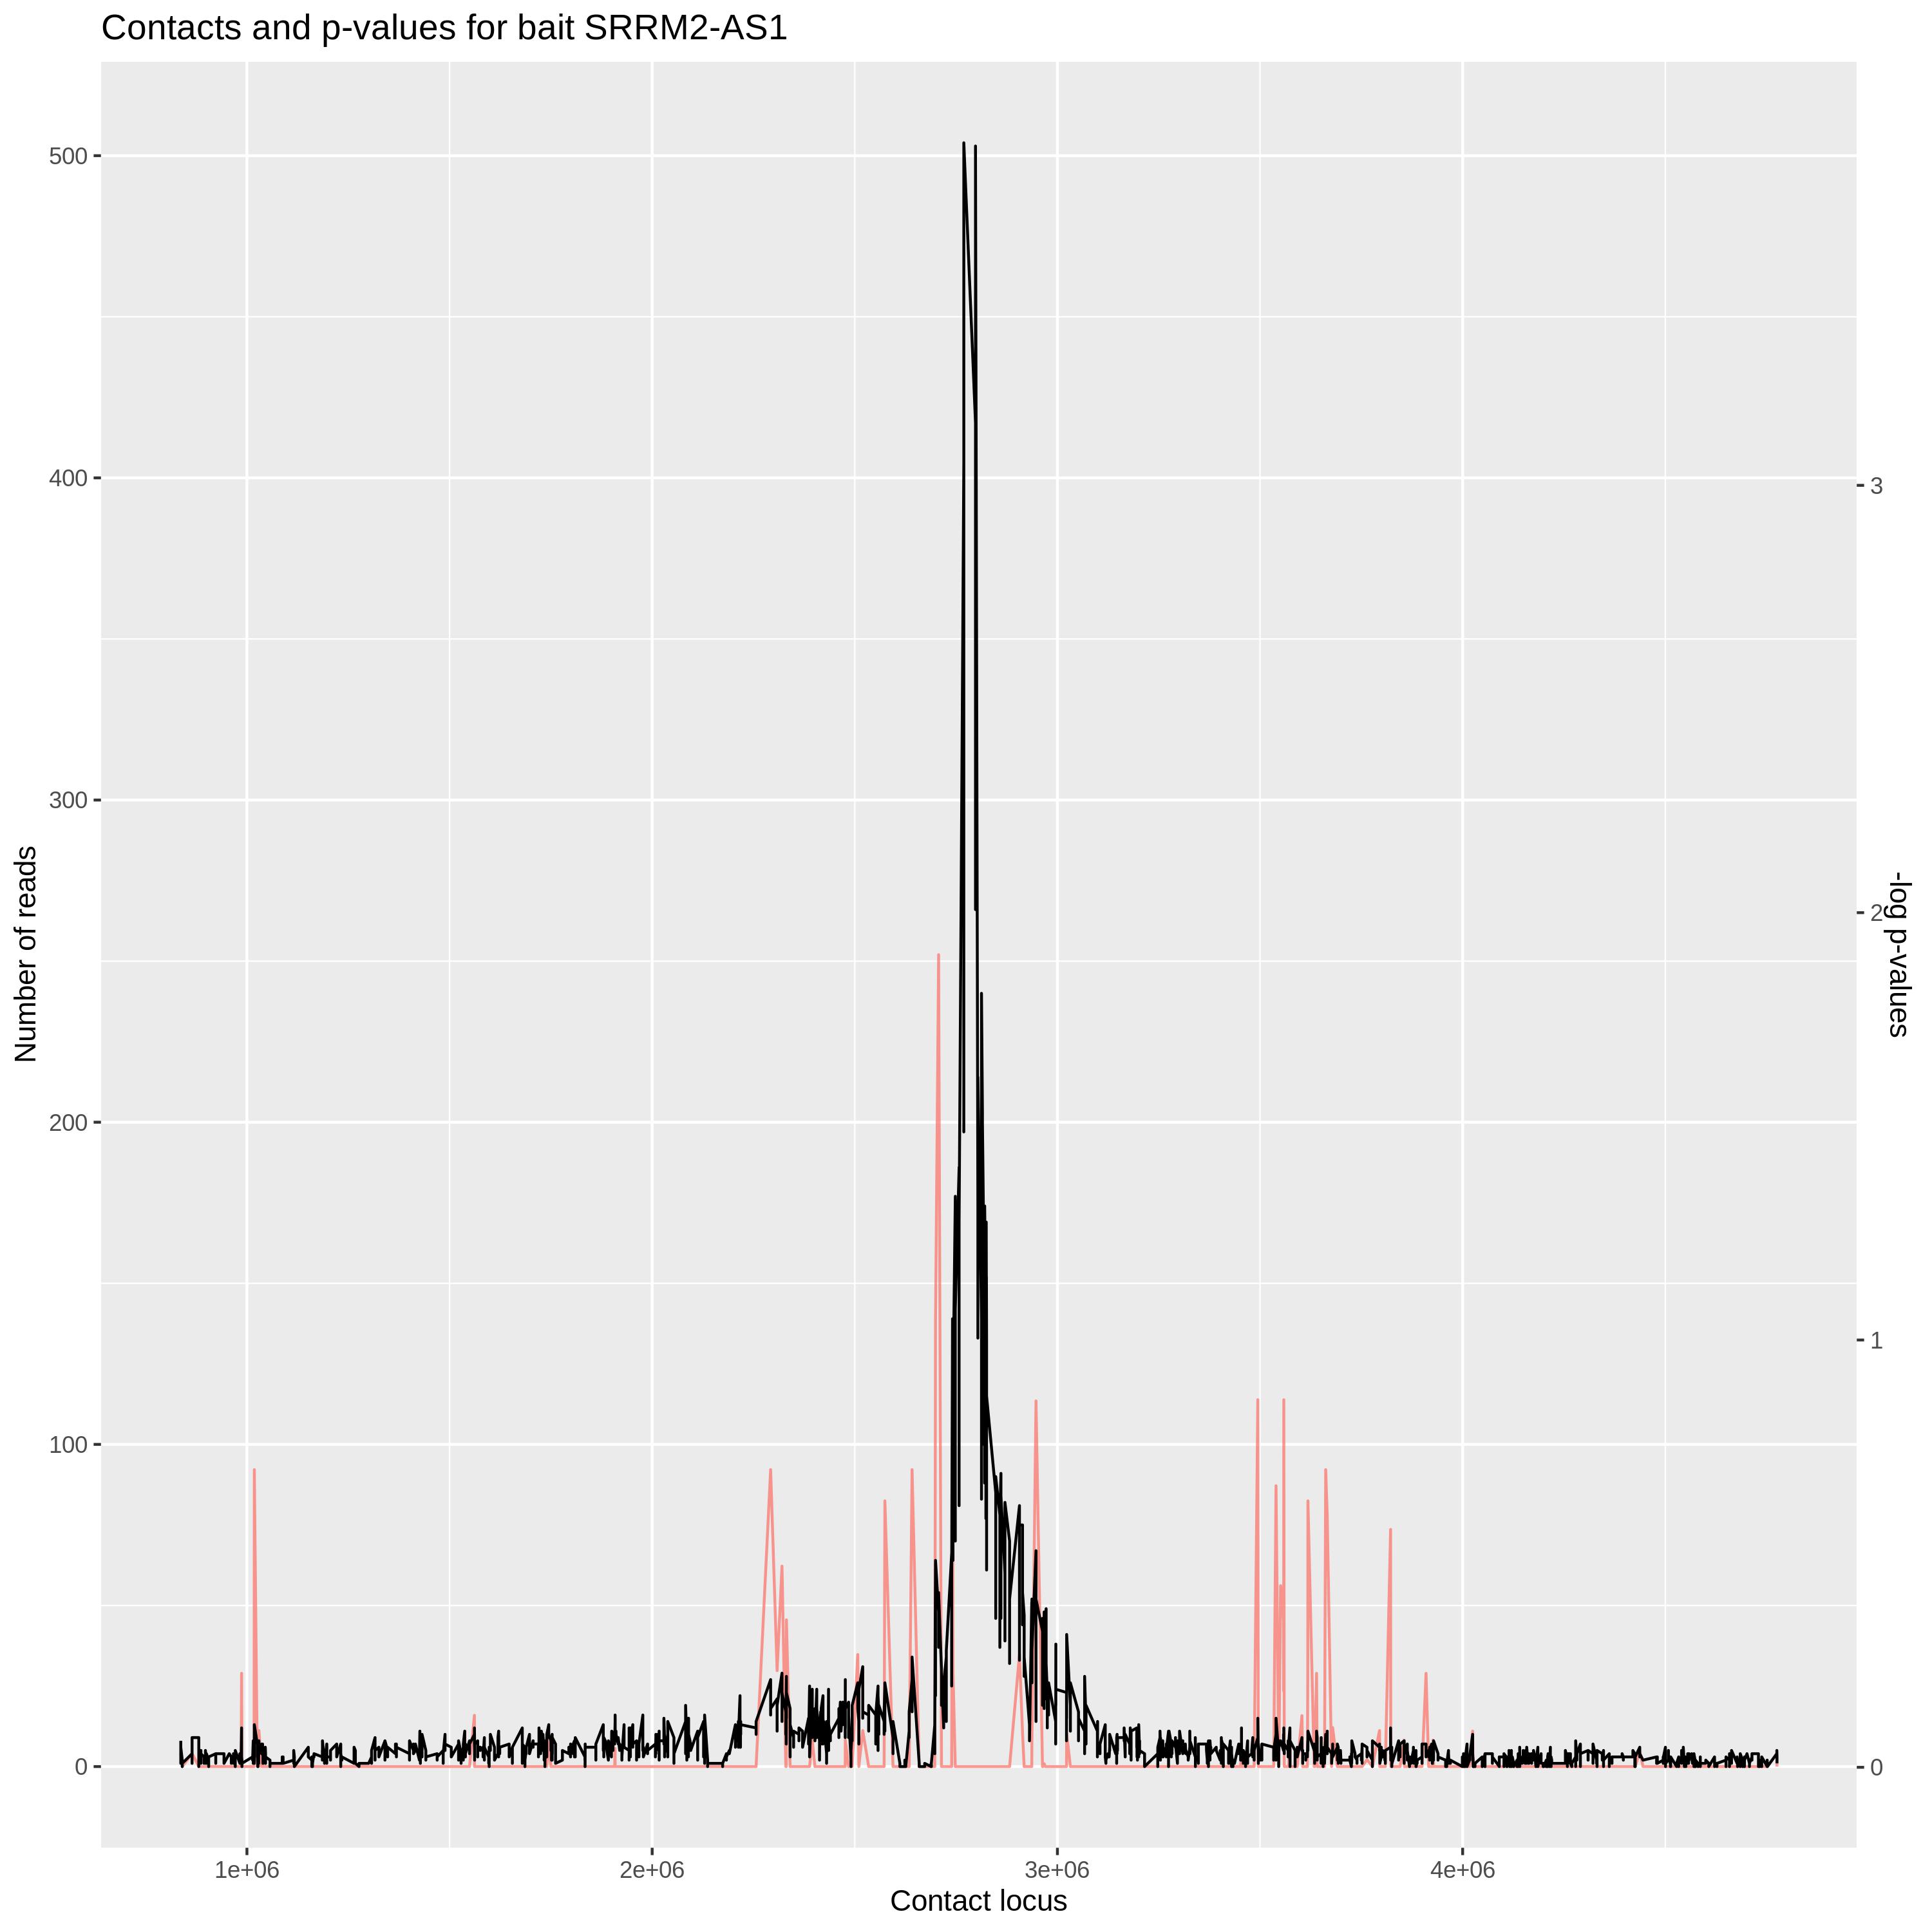 Contacts and p-values for bait SRRM2-AS1
500
400
300
200
100
0
Number of reads
3
2
1
0
-log p-values
1e+06
2e+06
3e+06
4e+06
Contact locus